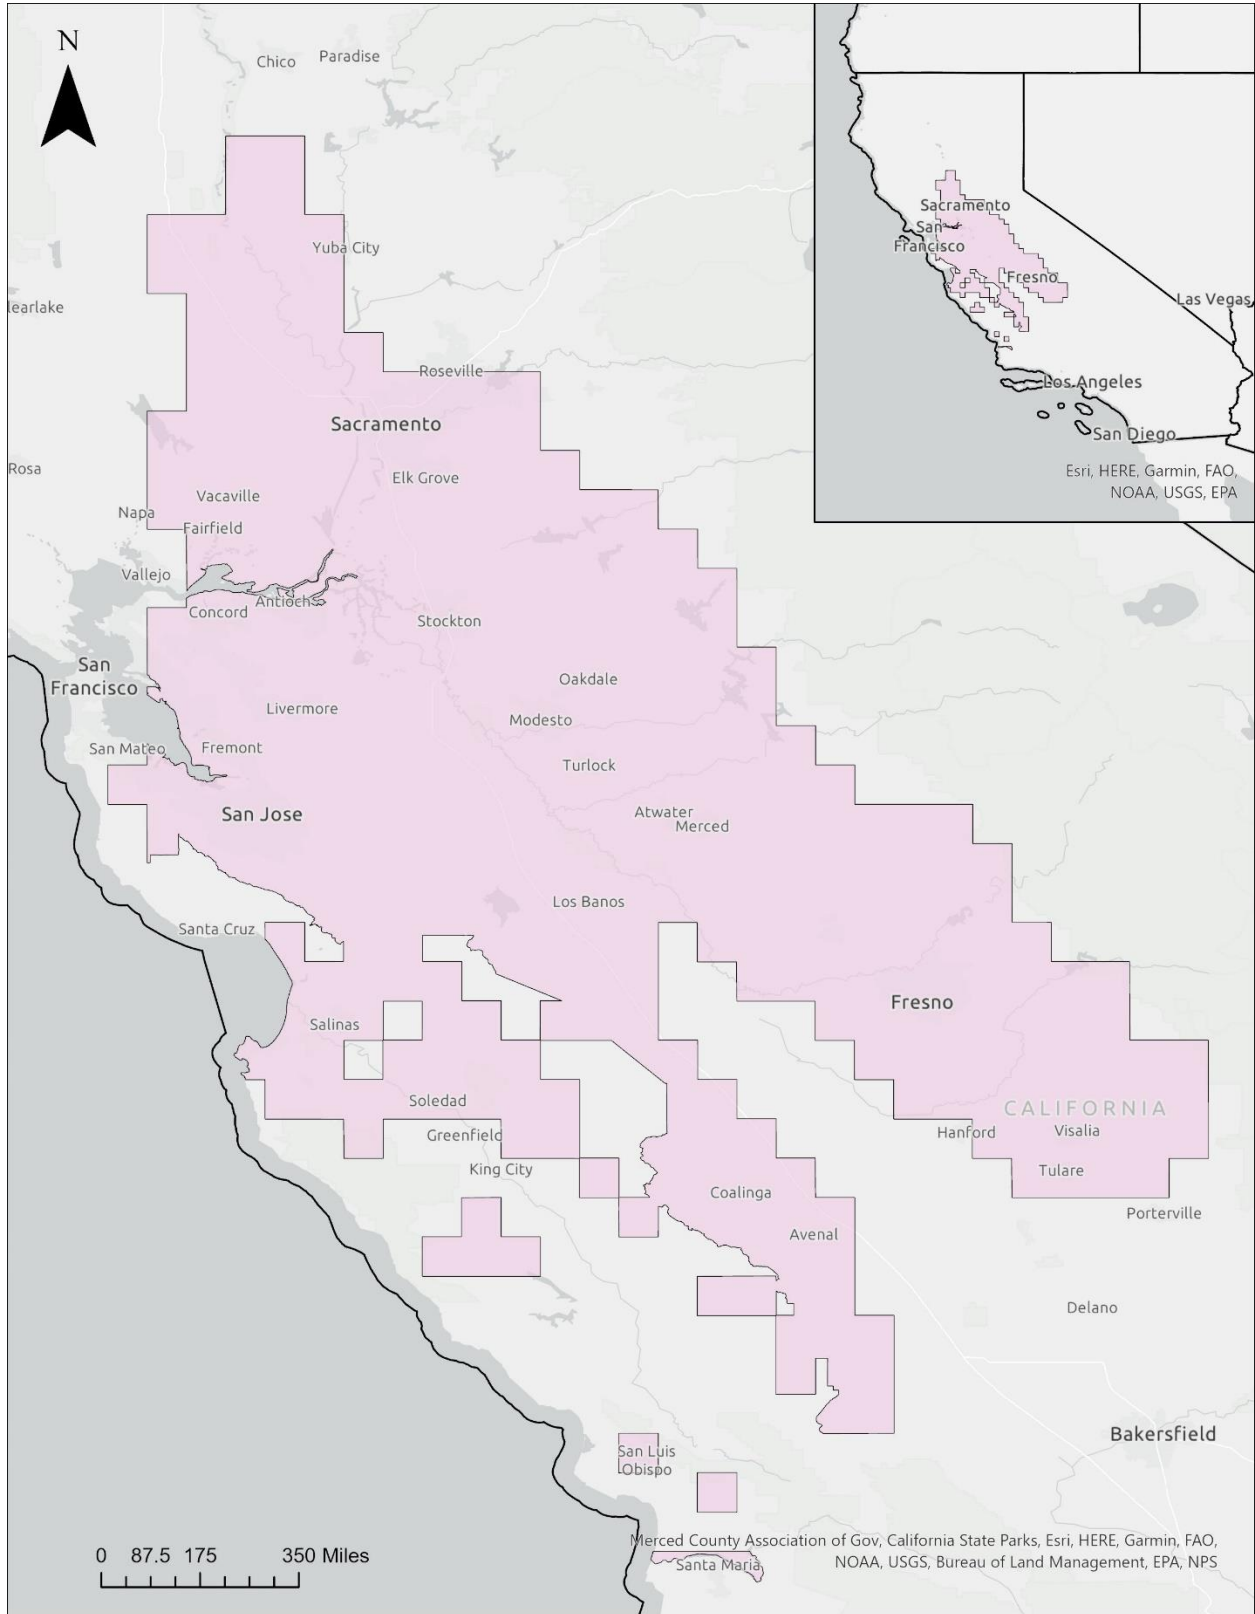 N
Chico
Paradise
Yuba City
learlake
Roseville
Sacramento
Rosa
Elk Grove
Vacaville
Napa
Fairfield
Vallejo
Antioch
Concord
Stockton
San
Francisco
Oakdale
Livermore
Modesto
San Mateo
Fremont
Turlock
San Jose
Atwater
Merced
Los Banos
Santa Cruz
Fresno
Salinas
Soledad
CALIFORNIA
Greenfield
Hanford
Visalia
King City
Tulare
Coalinga
Porterville
Avenal
Delano
Bakersfield
San Luis
Obispo
Santa Maria
Sacramento
San
Francisco
Fresno
Las Vegas
Los Angeles
San Diego
Esri, HERE, Garmin, FAO,
NOAA, USGS, EPA
0 87.5 175 350 Miles
Merced County Association of Gov, California State Parks, Esri, HERE, Garmin, FAO,
NOAA, USGS, Bureau of Land Management, EPA, NPS